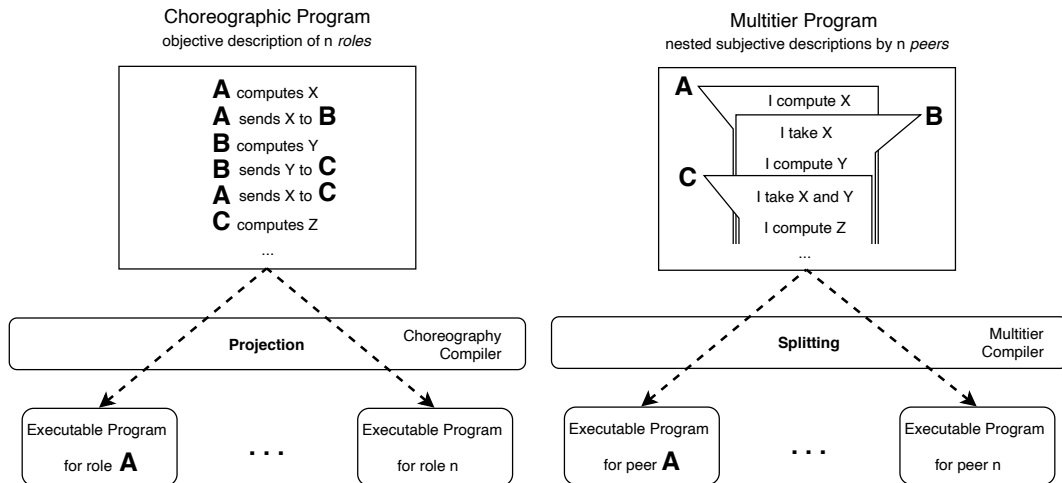 Choreographic Program
objective description of n roles
A computes X
A sends X to B
B computes Y
B sends Y to C
A sends X to C
C computes Z
...
Projection
Choreography
Compiler
Executable Program
for role A
...
Executable Program
for role n
Multitier Program
nested subjective descriptions by n peers
A
I compute X
B
I take X
I compute Y
C
I take X and Y
I compute Z
...
Splitting
Multitier
Compiler
Executable Program
for peer A
...
Executable Program
for peer n